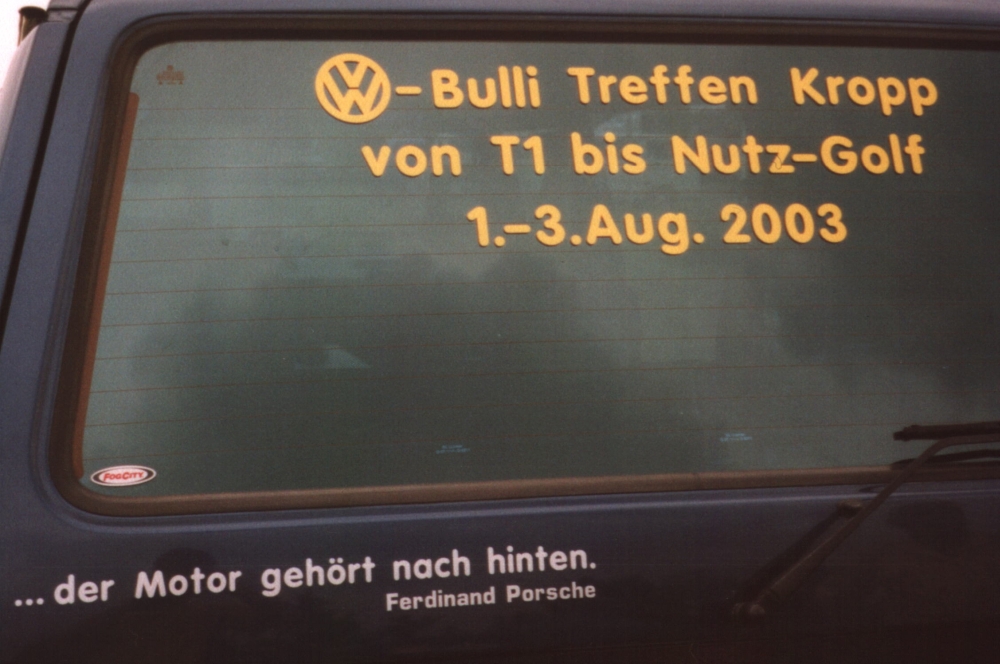 VW-Bulli Treffen Kropp
von T1 bis Nutz-Golf
1.-3.Aug. 2003
FOGCITY
... der Motor gehört nach hinten.
Ferdinand Porsche